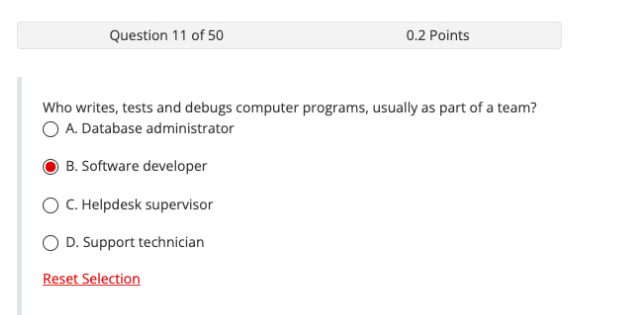 Question 11 of 50 0.2 Points
Who writes, tests and debugs computer programs, usually as part of a team?
A. Database administrator
B. Software developer
C. Helpdesk supervisor
D. Support technician
Reset Selection